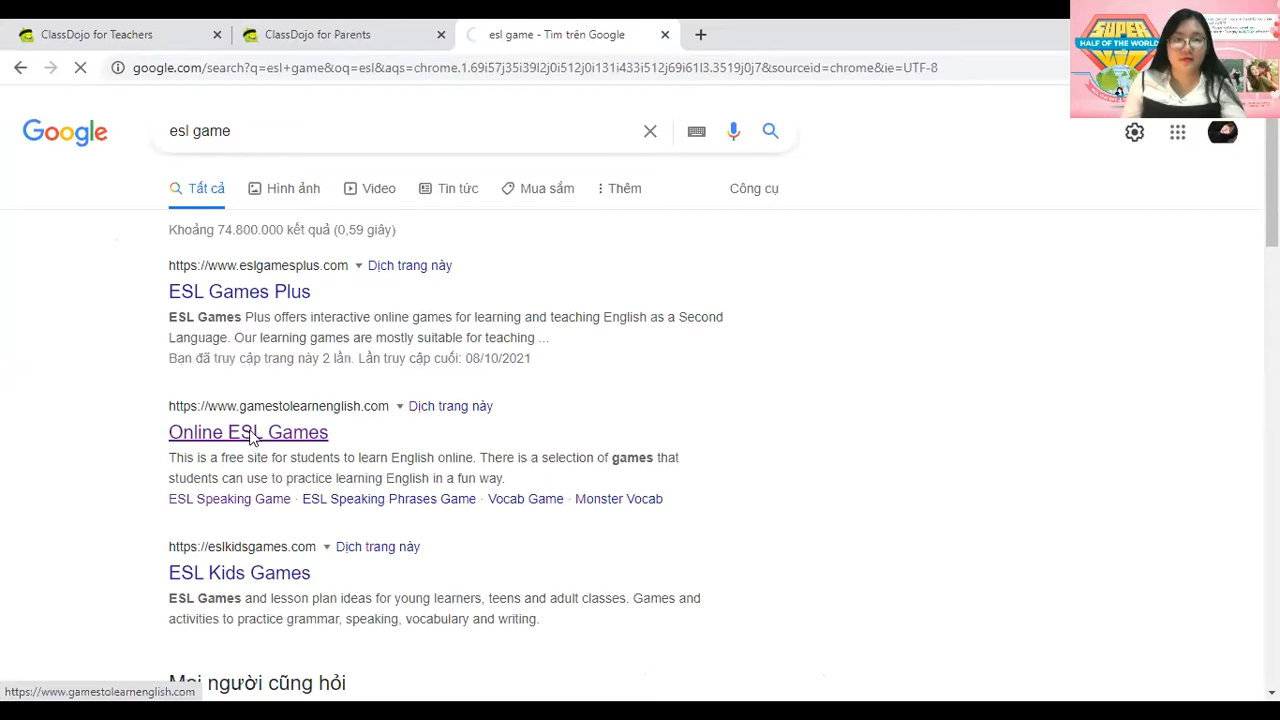 ClassDojo for Teachers
ClassDojo for Parents
esl game - Tìm trên Google
google.com/search?q=esl+game&oq=esl&aqs=chrome.1.69i57j35i39l2j0i512j0i131i433i512j69i61l3.2519j0j7&sourceid=chrome&ie=UTF-8
SUPER
HALF OF THE WORLD
Google
esl game
Tất cả
Hình ảnh
Video
Tin tức
Mua sắm
Thêm
Công cụ
Khoảng 74.800.000 kết quả (0,59 giây)
https://www.eslgamesplus.com Dịch trang này
ESL Games Plus
ESL Games Plus offers interactive online games for learning and teaching English as a Second
Language. Our learning games are mostly suitable for teaching ...
Bạn đã truy cập trang này 2 lần. Lần truy cập cuối: 08/10/2021
https://www.gamestolearnenglish.com Dịch trang này
Online ESL Games
This is a free site for students to learn English online. There is a selection of games that
students can use to practice learning English in a fun way.
ESL Speaking Game · ESL Speaking Phrases Game · Vocab Game · Monster Vocab
https://eslkidsgames.com Dịch trang này
ESL Kids Games
ESL Games and lesson plan ideas for young learners, teens and adult classes. Games and
activities to practice grammar, speaking, vocabulary and writing.
Mọi người cũng hỏi
https://www.gamestolearnenglish.com